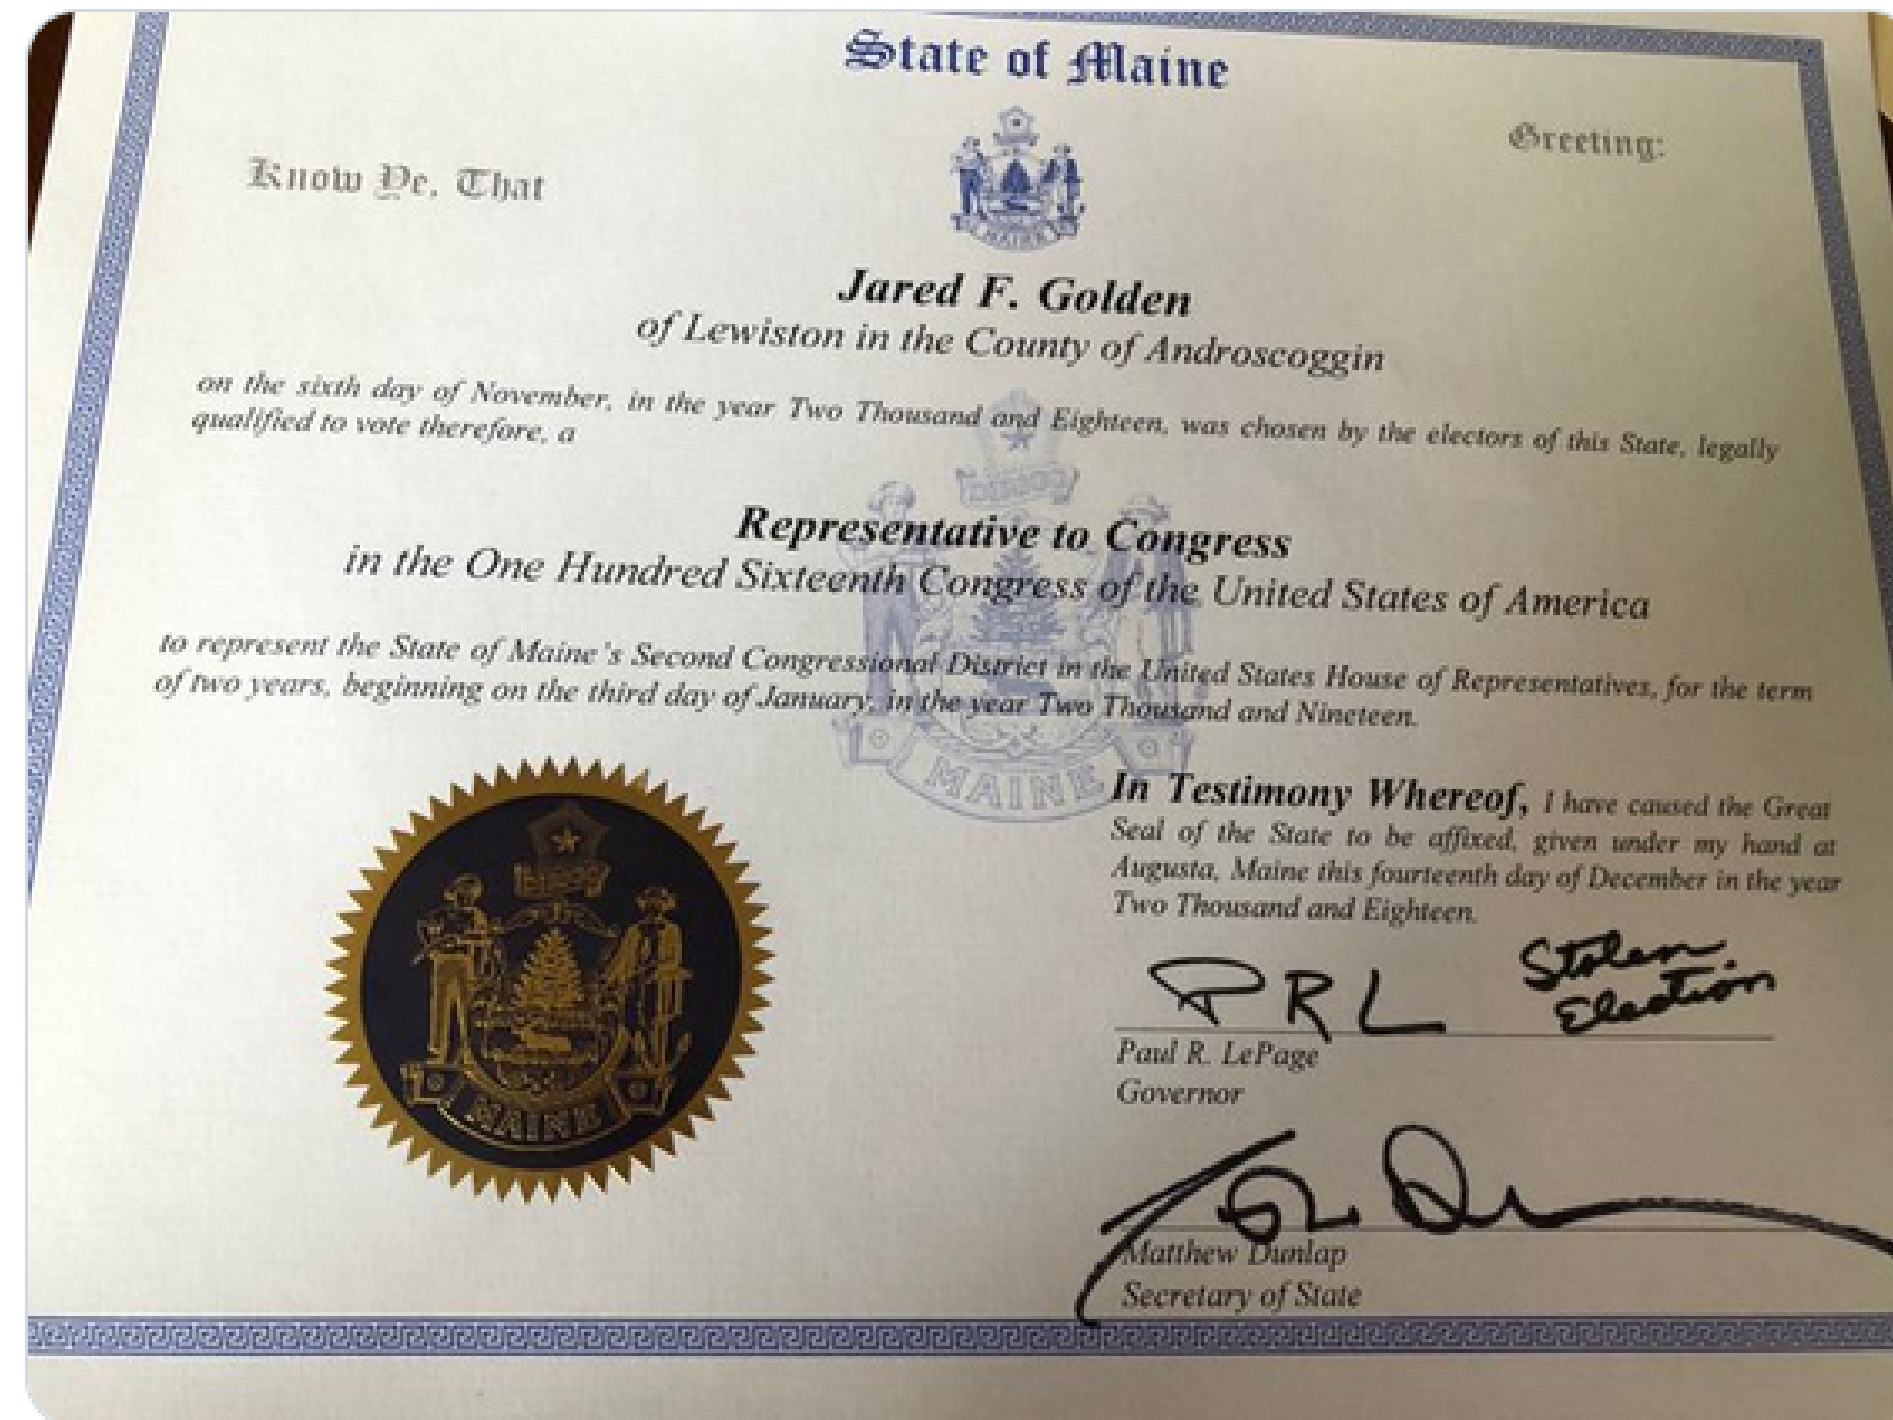 State of Maine
Greeting:
Know Ye, That
MAINE
Jared F. Golden
of Lewiston in the County of Androscoggin
on the sixth day of November, in the year Two Thousand and Eighteen, was chosen by the electors of this State, legally
qualified to vote therefore, a
Dirigo
Representative to Congress
in the One Hundred Sixteenth Congress of the United States of America
to represent the State of Maine's Second Congressional District in the United States House of Representatives, for the term
of two years, beginning on the third day of January, in the year Two Thousand and Nineteen.
MAINE
In Testimony Whereof, I have caused the Great
Seal of the State to be affixed, given under my hand at
Augusta, Maine this fourteenth day of December in the year
Two Thousand and Eighteen.
Dirigo
MAINE
PRL Stolen
Election
Paul R. LePage
Governor
Matthew Dunlap
Secretary of State